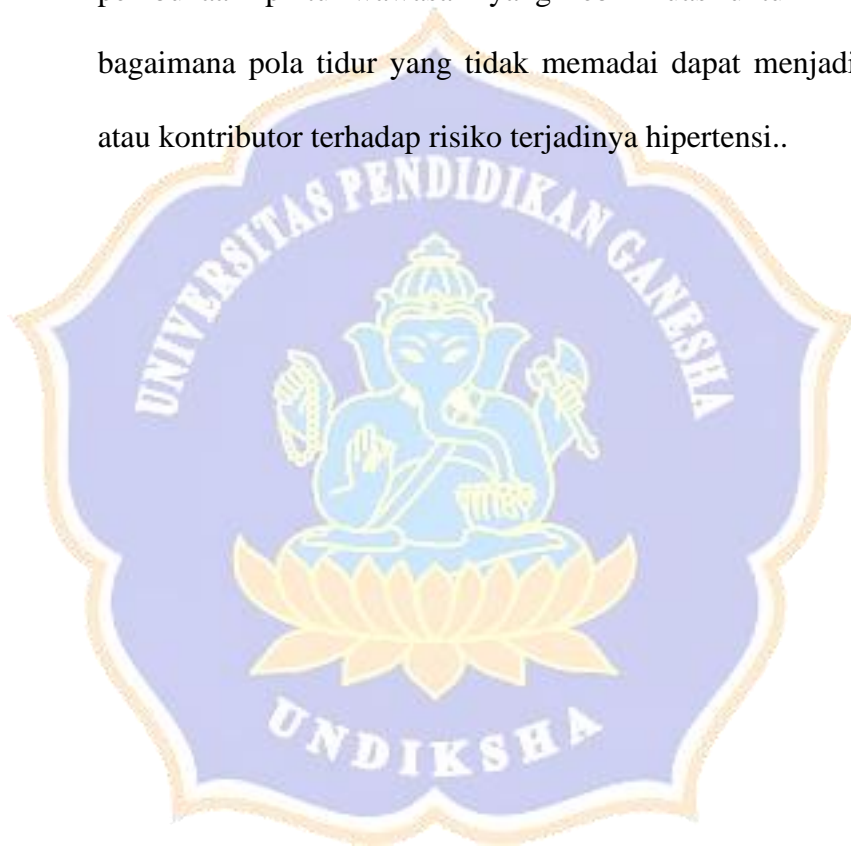 bagaimana pola tidur yang tidak memadai dapat menjadi
atau kontributor terhadap risiko terjadinya hipertensi..
UNIVERSITAS PENDIDIKAN GANESHA
UNDIKSHA